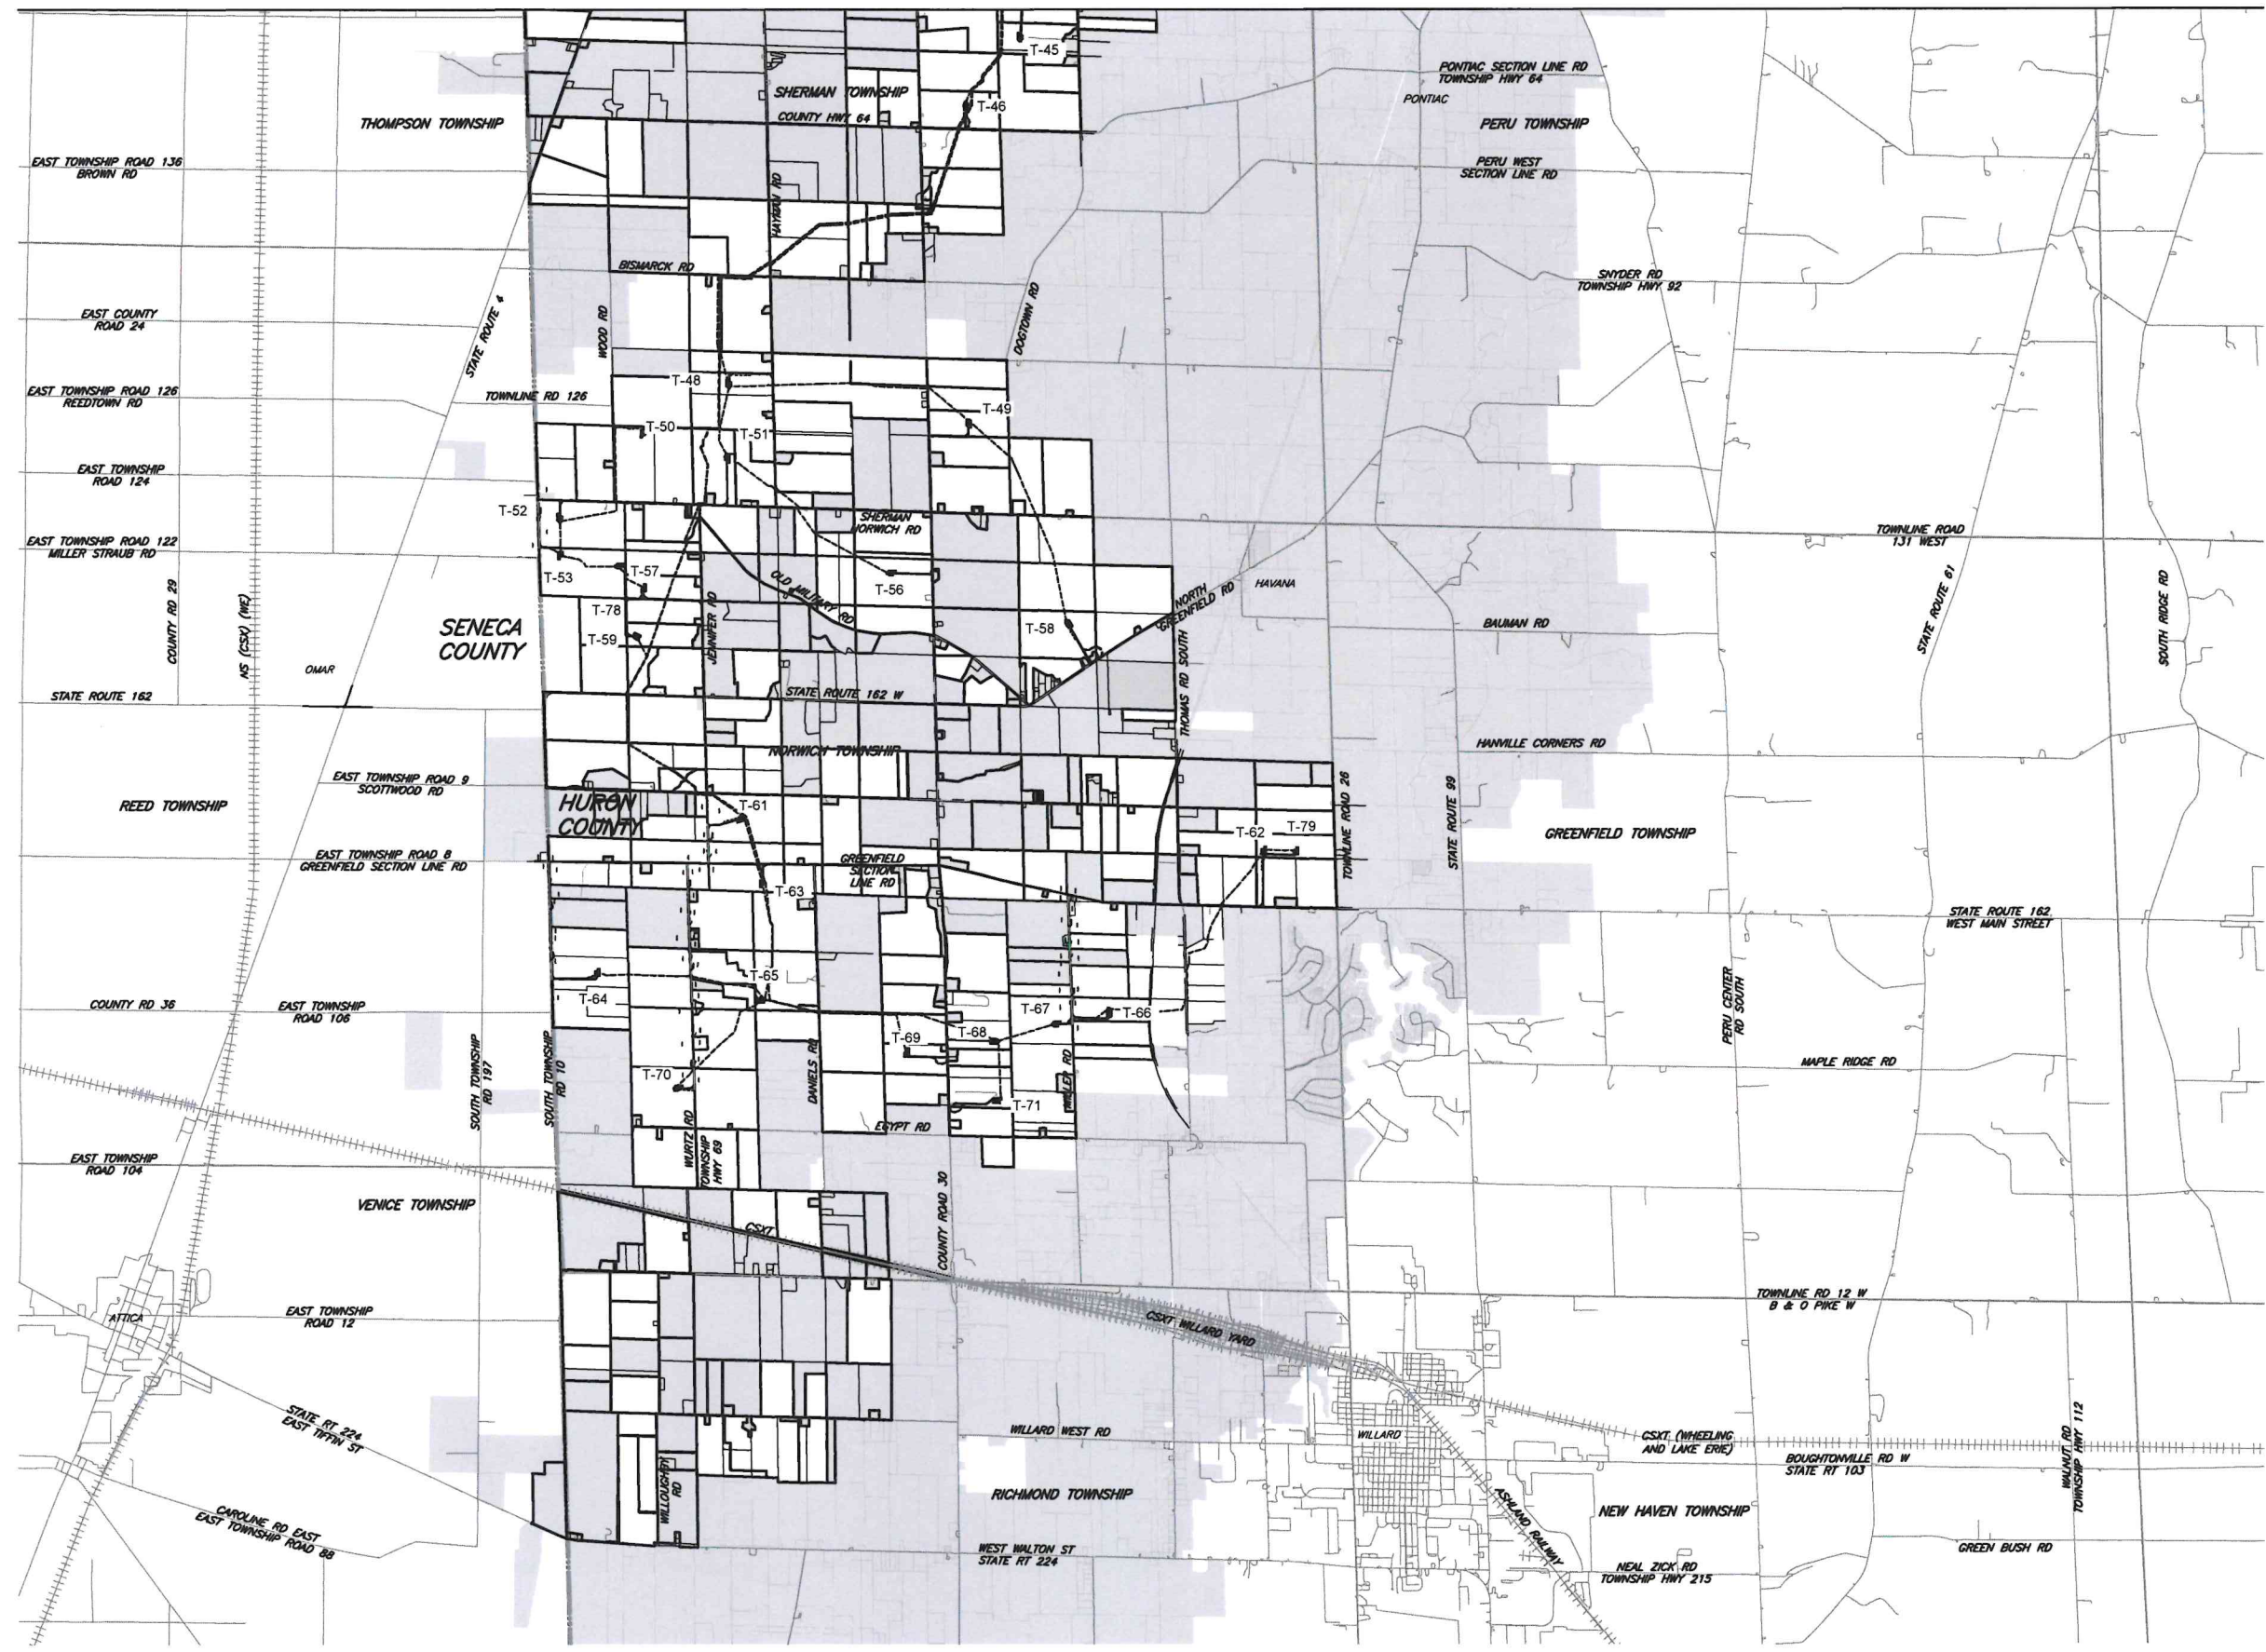 T-45
PONTIAC SECTION LINE RD
TOWNSHIP HWY 64
SHERMAN TOWNSHIP
PONTIAC
T-46
COUNTY HWY 64
THOMPSON TOWNSHIP
PERU TOWNSHIP
EAST TOWNSHIP ROAD 136
BROWN RD
PERU WEST
SECTION LINE RD
HAYMAN RD
BISMARCK RD
SNYDER RD
TOWNSHIP HWY 92
EAST COUNTY
ROAD 24
STATE ROUTE 4
WOOD RD
DOGTOWN RD
T-48
EAST TOWNSHIP ROAD 126
REEDTOWN RD
TOWNLINE RD 126
T-49
T-50
T-51
EAST TOWNSHIP
ROAD 124
T-52
SHERMAN
NORWICH RD
TOWNLINE ROAD
131 WEST
EAST TOWNSHIP ROAD 122
MILLER STRAUB RD
T-53
T-57
T-56
OLD MILITARY RD
HAVANA
NORTH
GREENFIELD RD
COUNTY RD 29
NS (CSX) (WE)
T-78
T-59
JENNIFER RD
T-58
BAUMAN RD
STATE ROUTE 61
SOUTH RIDGE RD
SENECA
COUNTY
OMAR
THOMAS RD SOUTH
STATE ROUTE 162
STATE ROUTE 162 W
NORWICH TOWNSHIP
HANVILLE CORNERS RD
EAST TOWNSHIP ROAD 9
SCOTTWOOD RD
REED TOWNSHIP
HURON
COUNTY
T-61
TOWNLINE ROAD 26
STATE ROUTE 99
T-62
T-79
GREENFIELD TOWNSHIP
EAST TOWNSHIP ROAD 8
GREENFIELD SECTION LINE RD
GREENFIELD
SECTION
LINE RD
T-63
STATE ROUTE 162
WEST MAIN STREET
T-65
T-64
COUNTY RD 36
EAST TOWNSHIP
ROAD 106
T-67
T-66
PERU CENTER
RD SOUTH
T-68
T-69
SOUTH TOWNSHIP
RD 197
SOUTH TOWNSHIP
RD 10
DANIELS RD
MILLER RD
MAPLE RIDGE RD
T-70
T-71
EGYPT RD
WURTZ RD
TOWNSHIP
HWY 69
EAST TOWNSHIP
ROAD 104
VENICE TOWNSHIP
CSXT
COUNTY ROAD 30
TOWNLINE RD 12 W
B & O PIKE W
ATTICA
EAST TOWNSHIP
ROAD 12
CSXT WILLARD YARD
STATE RT 224
EAST TIFFIN ST
WILLARD WEST RD
WILLARD
CSXT (WHEELING
AND LAKE ERIE)
BOUGHTONVILLE RD W
STATE RT 103
WALNUT RD
TOWNSHIP HWY 112
WILLOUGHBY
RD
RICHMOND TOWNSHIP
ASHLAND RAILWAY
NEW HAVEN TOWNSHIP
CAROLINE RD EAST
EAST TOWNSHIP ROAD 88
WEST WALTON ST
STATE RT 224
GREEN BUSH RD
NEAL ZICK RD
TOWNSHIP HWY 215